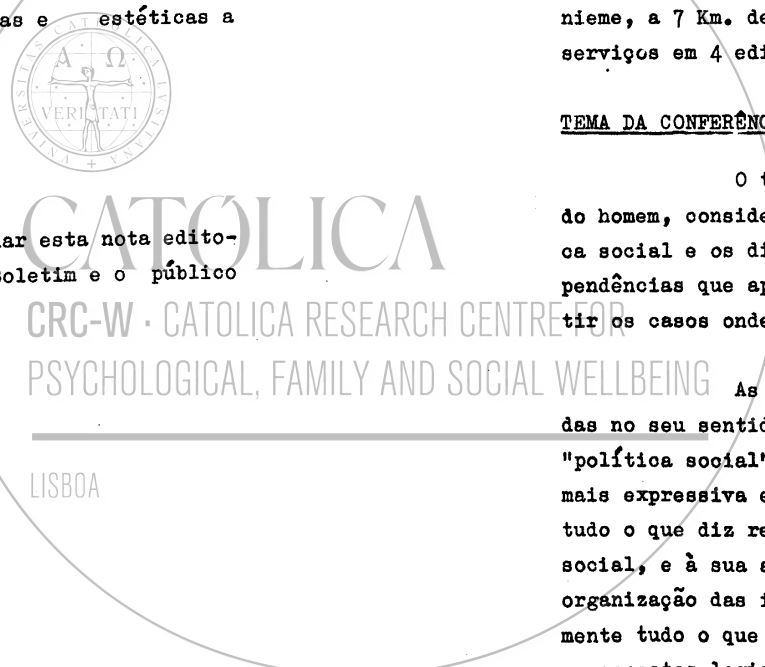 as e estéticas a
ar esta nota edito-
oletim e o público
UNIVERSITAS CATHOLICA LVSITANA
Α Ω
VERITATI
CATÓLICA
CRC-W · CATOLICA RESEARCH CENTRE FOR
PSYCHOLOGICAL, FAMILY AND SOCIAL WELLBEING
LISBOA
nieme, a 7 Km. de
serviços em 4 edi
TEMA DA CONFERÊNC
O t
do homem, conside
ca social e os di
pendências que ap
tir os casos onde
As
das no seu sentid
"política social"
mais expressiva e
tudo o que diz re
social, e à sua a
organização das i
mente tudo o que